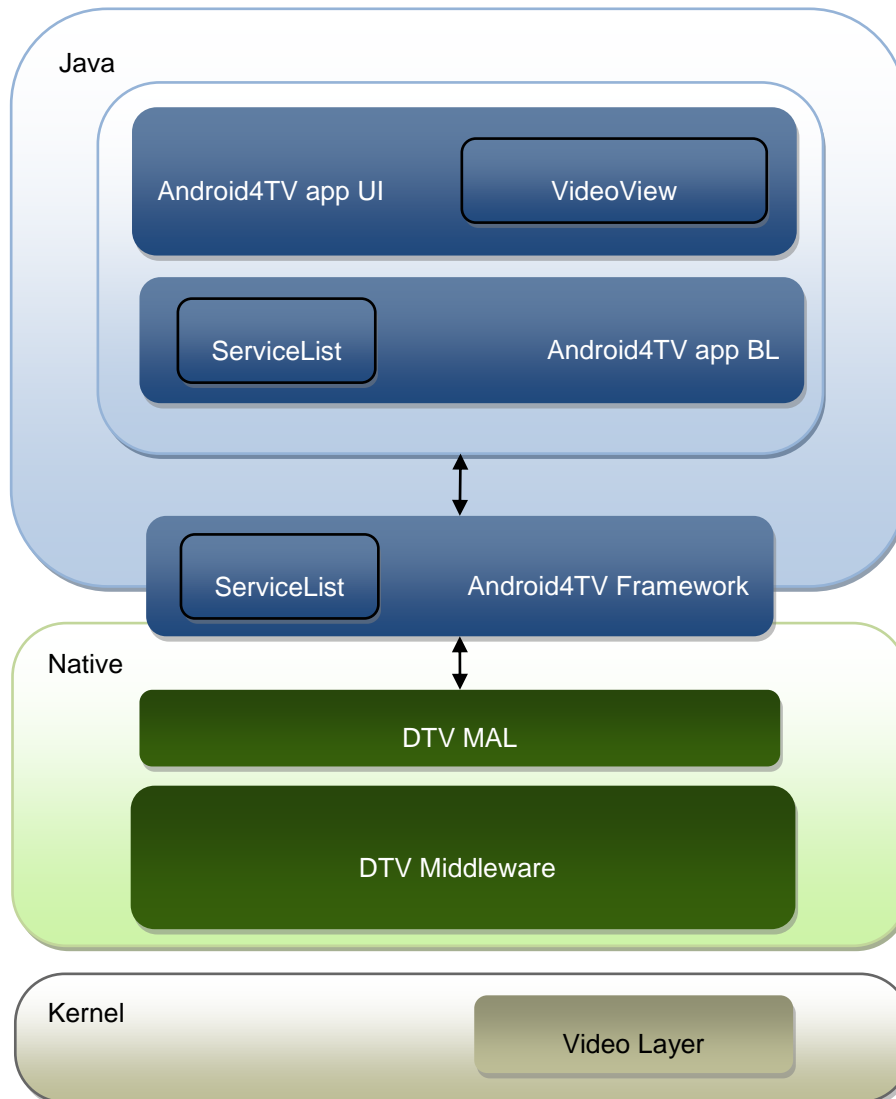 Java
Android4TV app UI
VideoView
ServiceList
Android4TV app BL
ServiceList
Android4TV Framework
Native
DTV MAL
DTV Middleware
Kernel
Video Layer